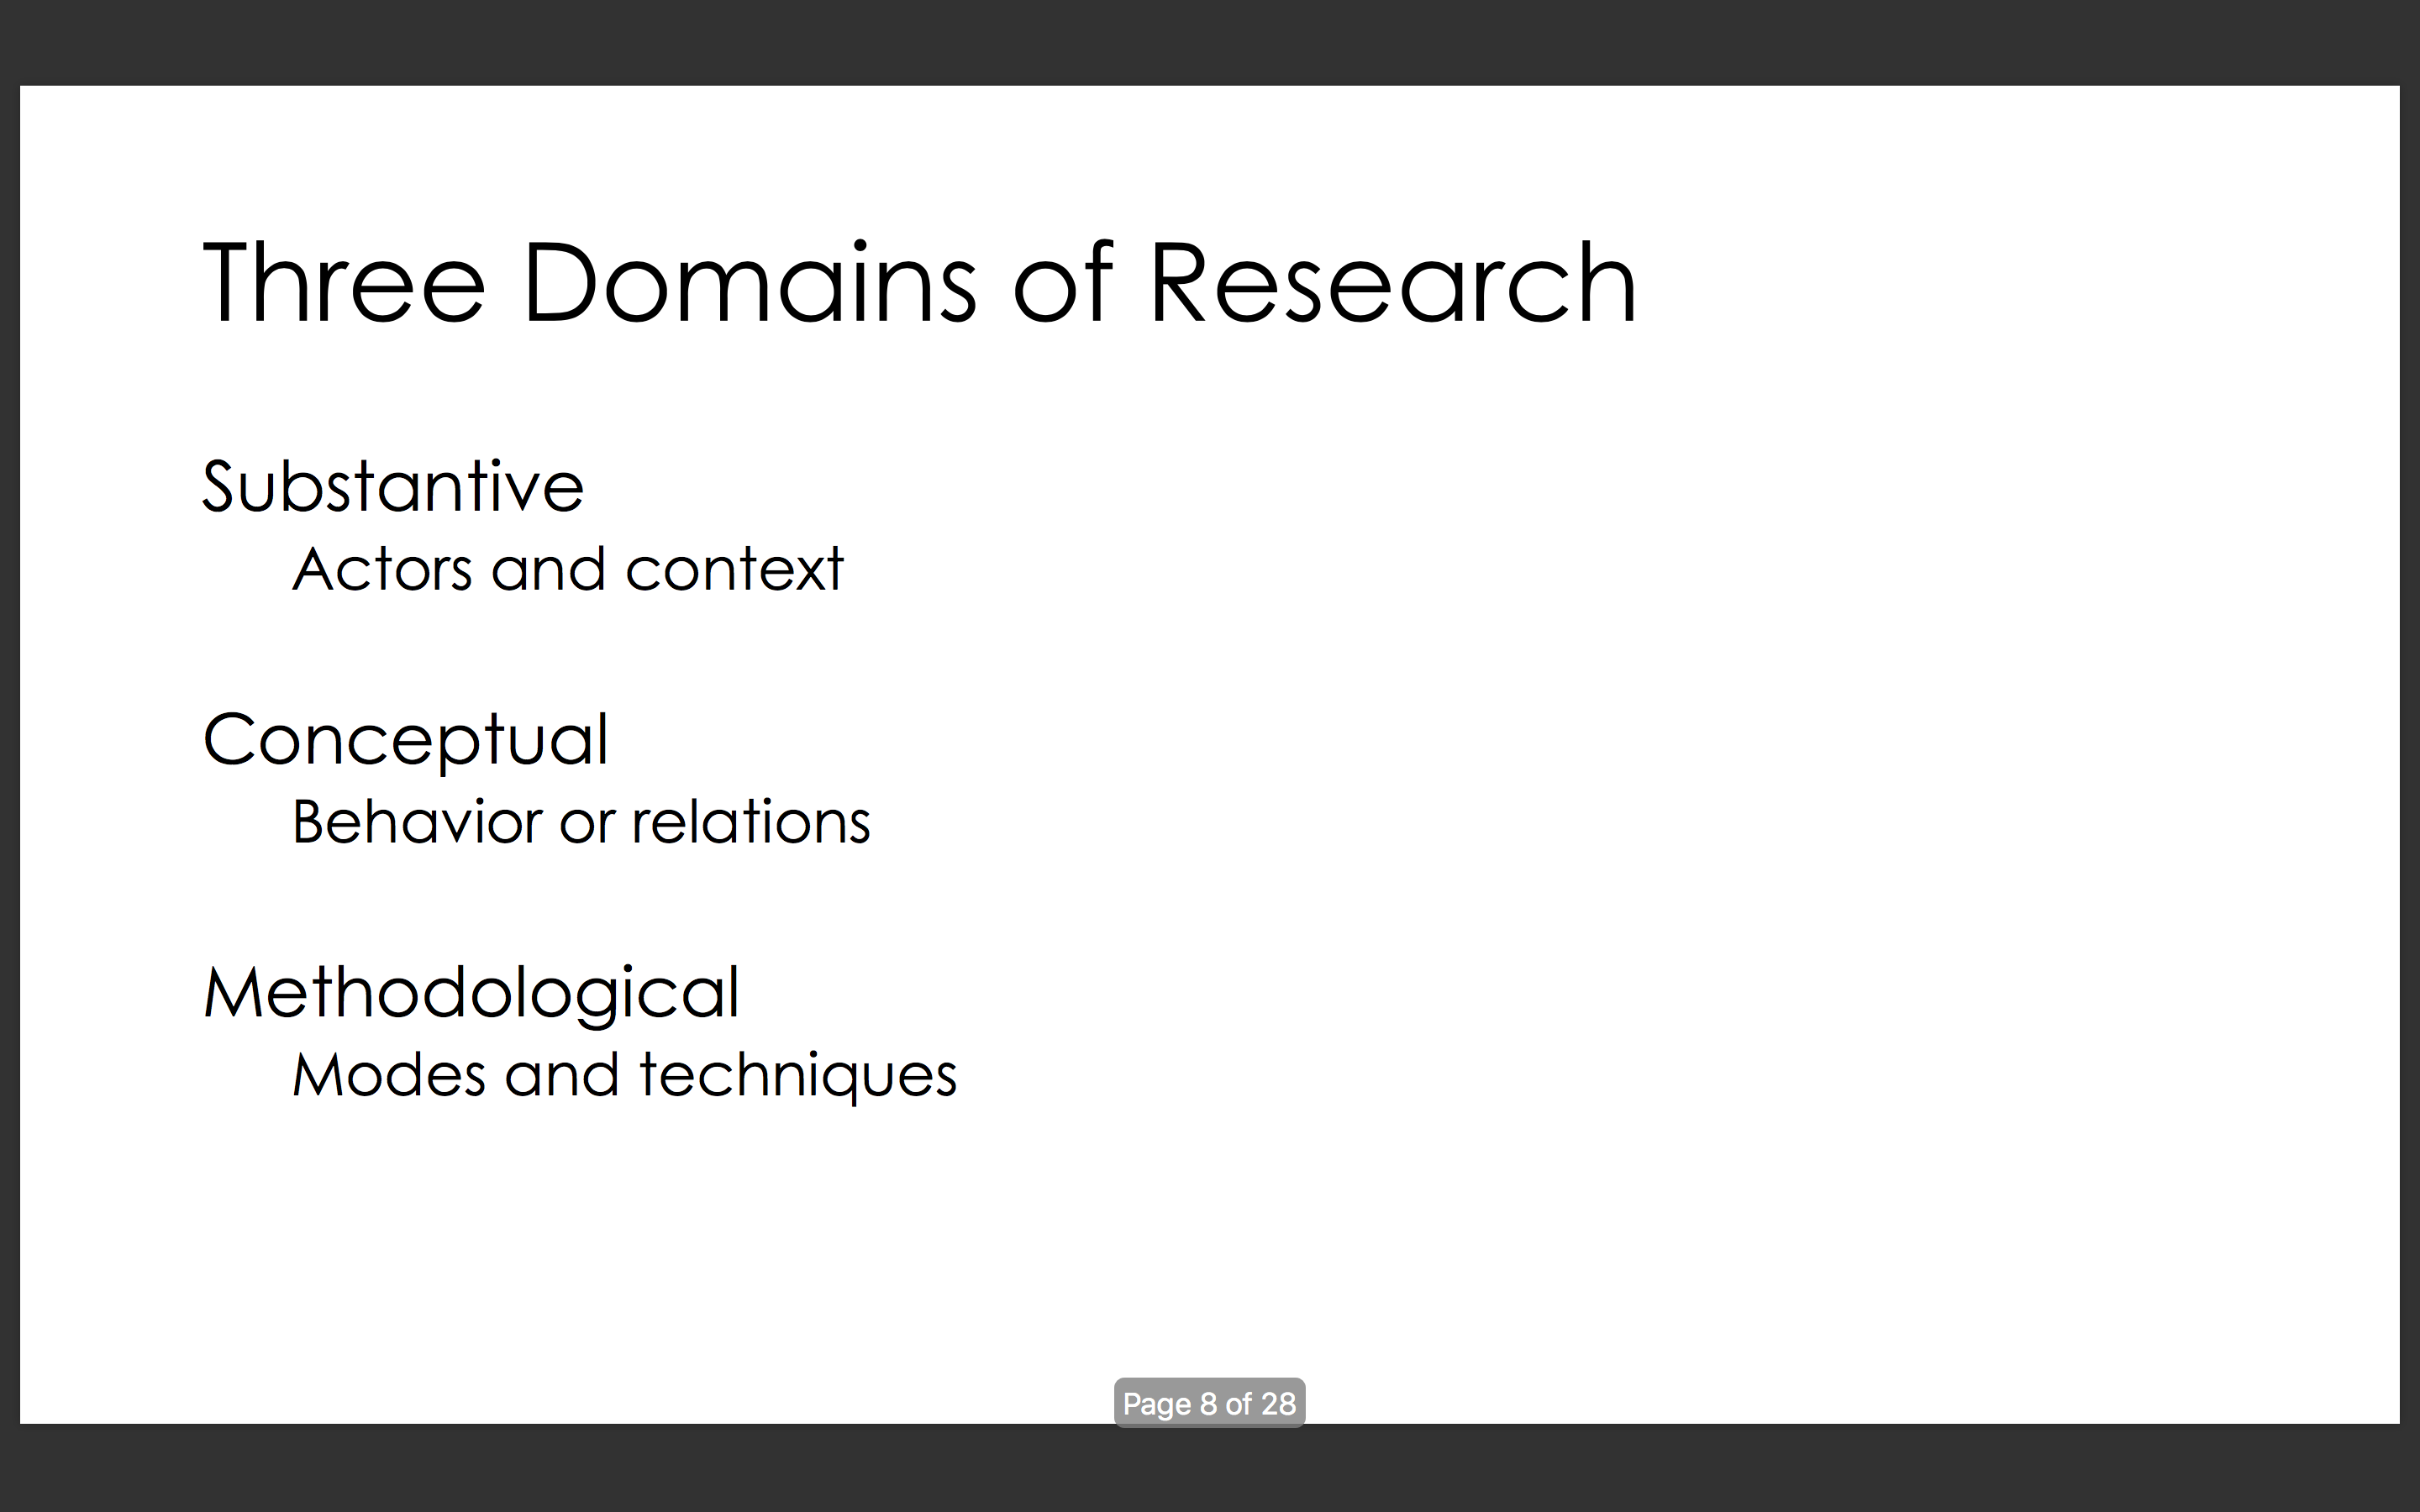 Three Domains of Research
Substantive
Actors and context
Conceptual
Behavior or relations
Methodological
Modes and techniques
Page 8 of 28